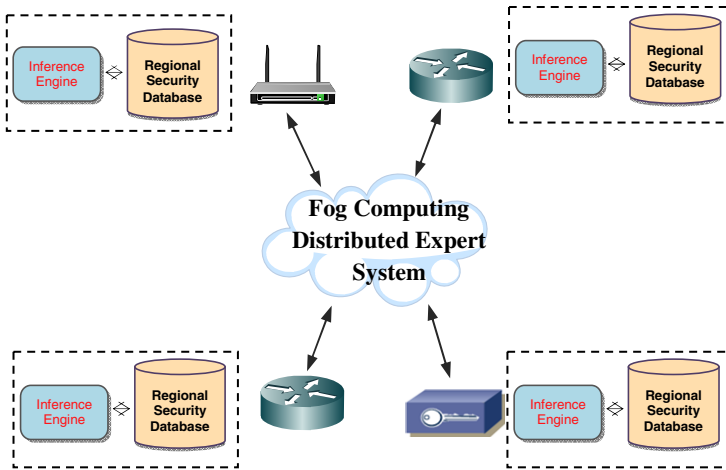 Inference
Engine
Regional
Security
Database
Inference
Engine
Regional
Security
Database
Fog Computing
Distributed Expert
System
Inference
Engine
Regional
Security
Database
Inference
Engine
Regional
Security
Database